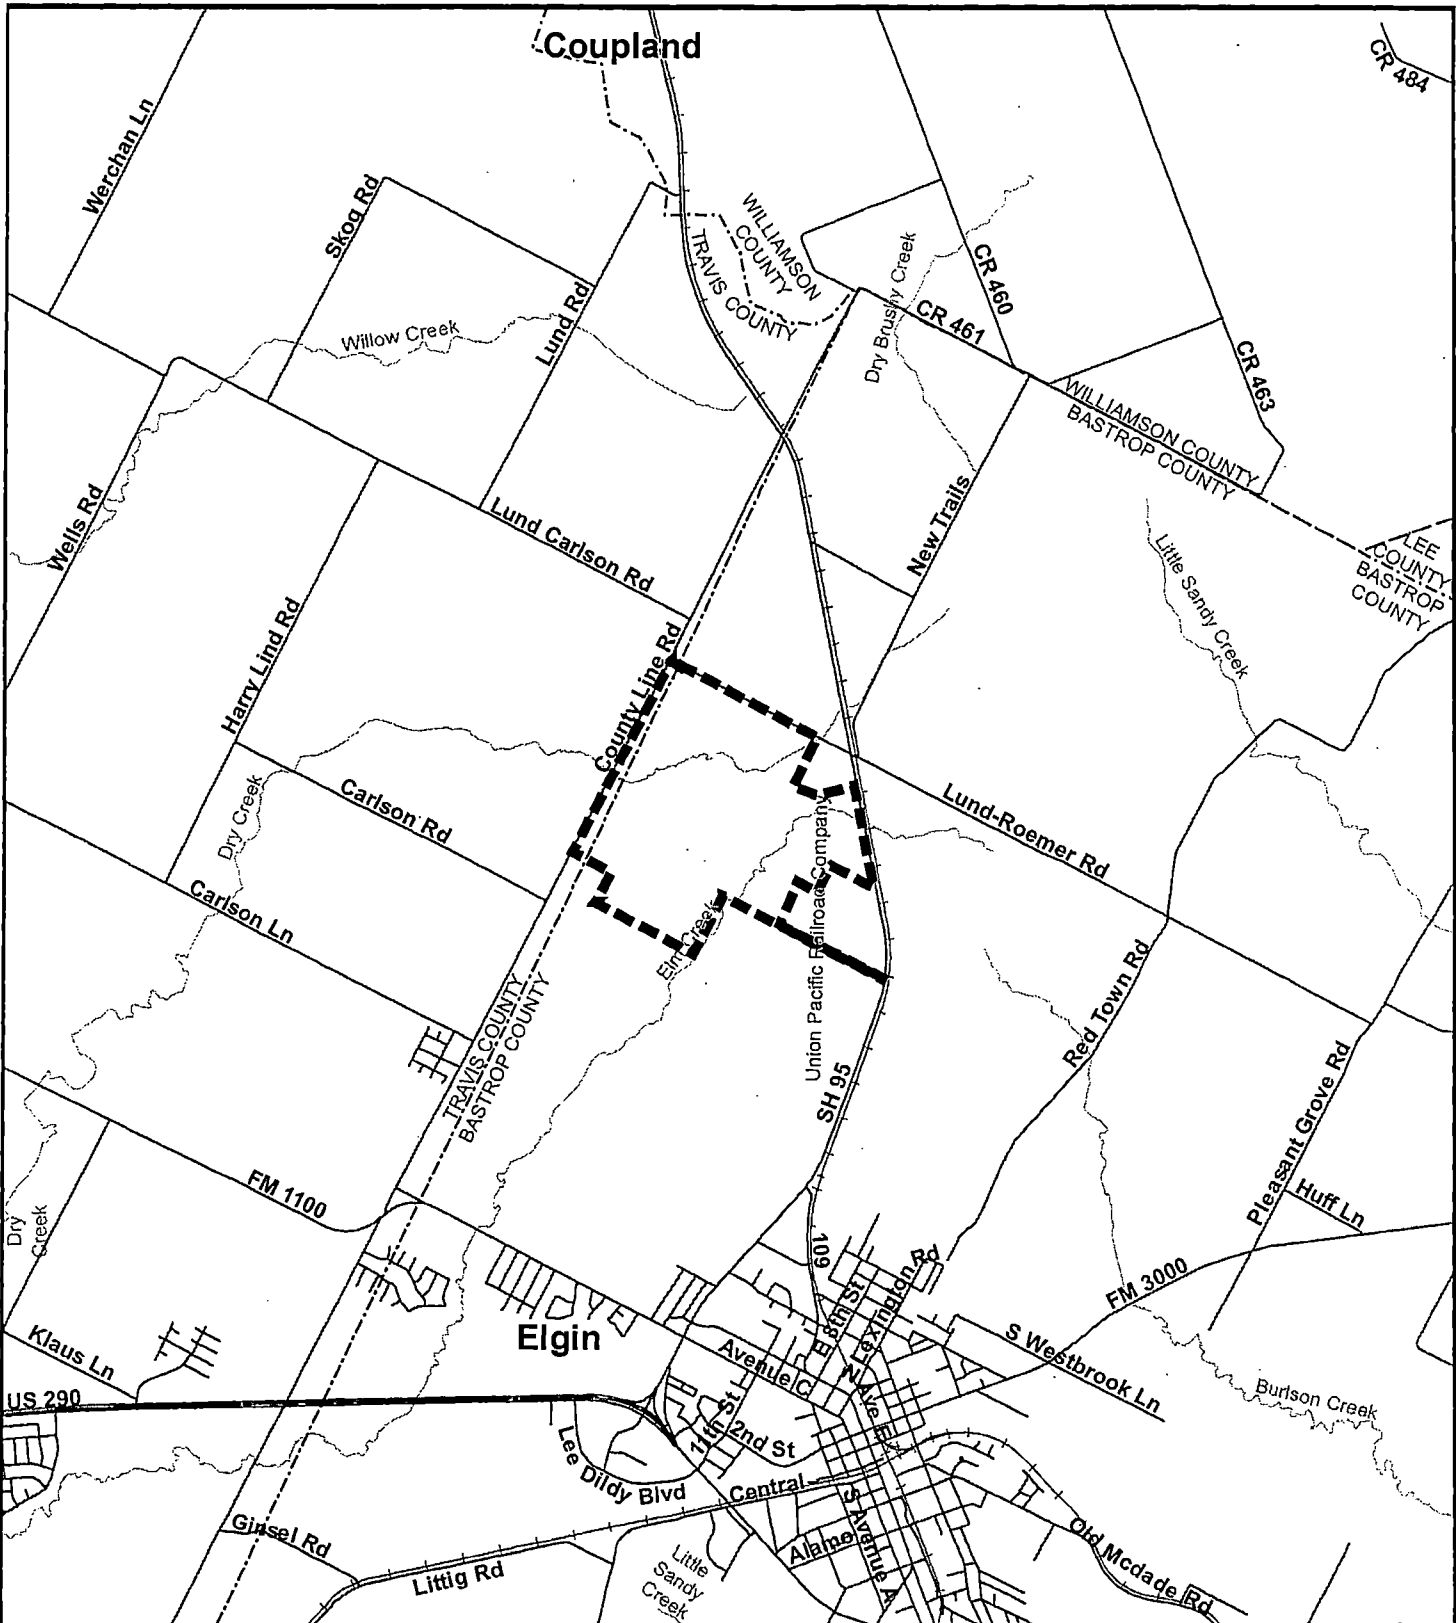 Coupland
CR 484
Werchan Ln
Skog Rd
WILLIAMSON
COUNTY
TRAVIS COUNTY
Dry Brushy Creek
CR 460
CR 461
Lund Rd
Willow Creek
CR 463
WILLIAMSON COUNTY
BASTROP COUNTY
Wells Rd
Lund Carlson Rd
New Trails
LEE
COUNTY
BASTROP
COUNTY
Little Sandy Creek
Harry Lind Rd
County Line Rd
Dry Creek
Carlson Rd
Lund-Roemer Rd
Union Pacific Railroad Company
Carlson Ln
Elm Creek
Red Town Rd
TRAVIS COUNTY
BASTROP COUNTY
SH 95
Pleasant Grove Rd
FM 1100
Huff Ln
Dry
Creek
109
E 8th St
Lexington Rd
FM 3000
Elgin
Klaus Ln
Avenue C
N Ave E
S Westbrook Ln
Burlson Creek
US 290
11th St
2nd St
Lee Dildy Blvd
Central
S Avenue A
Alamo
Old Mcdade Rd
Ginsel Rd
Littig Rd
Little
Sandy
Creek